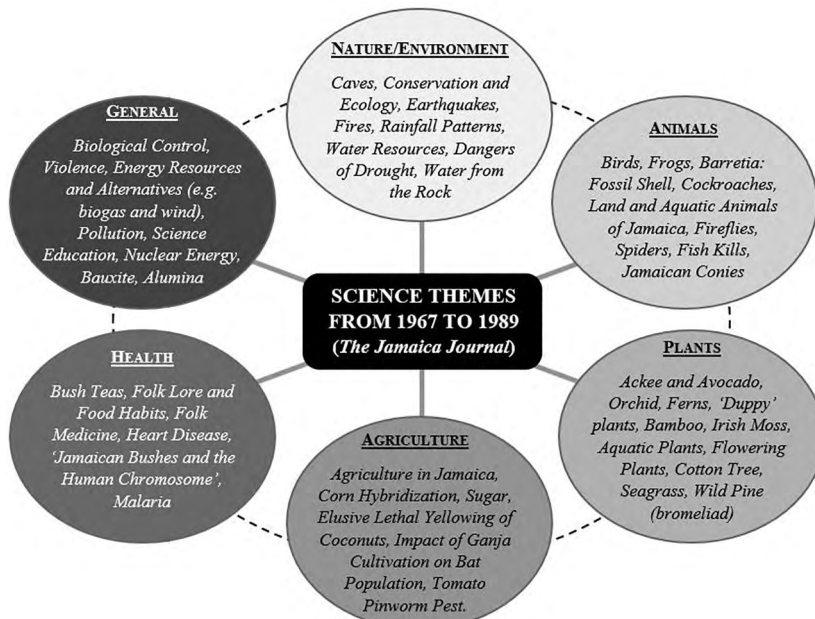 NATURE/ENVIRONMENT
Caves, Conservation and
Ecology, Earthquakes,
Fires, Rainfall Patterns,
Water Resources, Dangers
of Drought, Water from
the Rock
GENERAL
Biological Control,
Violence, Energy Resources
and Alternatives (e.g.
biogas and wind),
Pollution, Science
Education, Nuclear Energy,
Bauxite, Alumina
ANIMALS
Birds, Frogs, Barretia:
Fossil Shell, Cockroaches,
Land and Aquatic Animals
of Jamaica, Fireflies,
Spiders, Fish Kills,
Jamaican Conies
SCIENCE THEMES
FROM 1967 TO 1989
(The Jamaica Journal)
HEALTH
Bush Teas, Folk Lore and
Food Habits, Folk
Medicine, Heart Disease,
‘Jamaican Bushes and the
Human Chromosome’,
Malaria
PLANTS
Ackee and Avocado,
Orchid, Ferns, ‘Duppy’
plants, Bamboo, Irish Moss,
Aquatic Plants, Flowering
Plants, Cotton Tree,
Seagrass, Wild Pine
(bromeliad)
AGRICULTURE
Agriculture in Jamaica,
Corn Hybridization, Sugar,
Elusive Lethal Yellowing of
Coconuts, Impact of Ganja
Cultivation on Bat
Population, Tomato
Pinworm Pest.